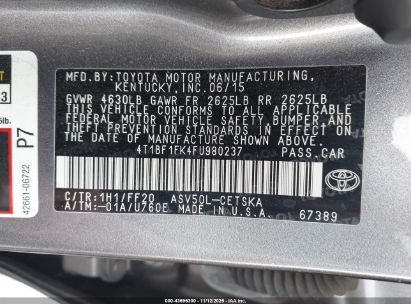 MFD.BY:TOYOTA MOTOR MANUFACTURING,
KENTUCKY,INC.06/15
GVWR 4630LB GAWR FR 2625LB RR 2625LB
THIS VEHICLE CONFORMS TO ALL APPLICABLE
FEDERAL MOTOR VEHICLE SAFETY, BUMPER, AND
THEFT PREVENTION STANDARDS IN EFFECT ON
THE DATE OF MANUFACTURE SHOWN ABOVE.
4T1BF1FK4FU980237 PASS.CAR
C/TR:1H1/FF20 ASV50L-CETSKA
A/TM:-01A/U760E 67389
TOYOTA
P7
42661-06722